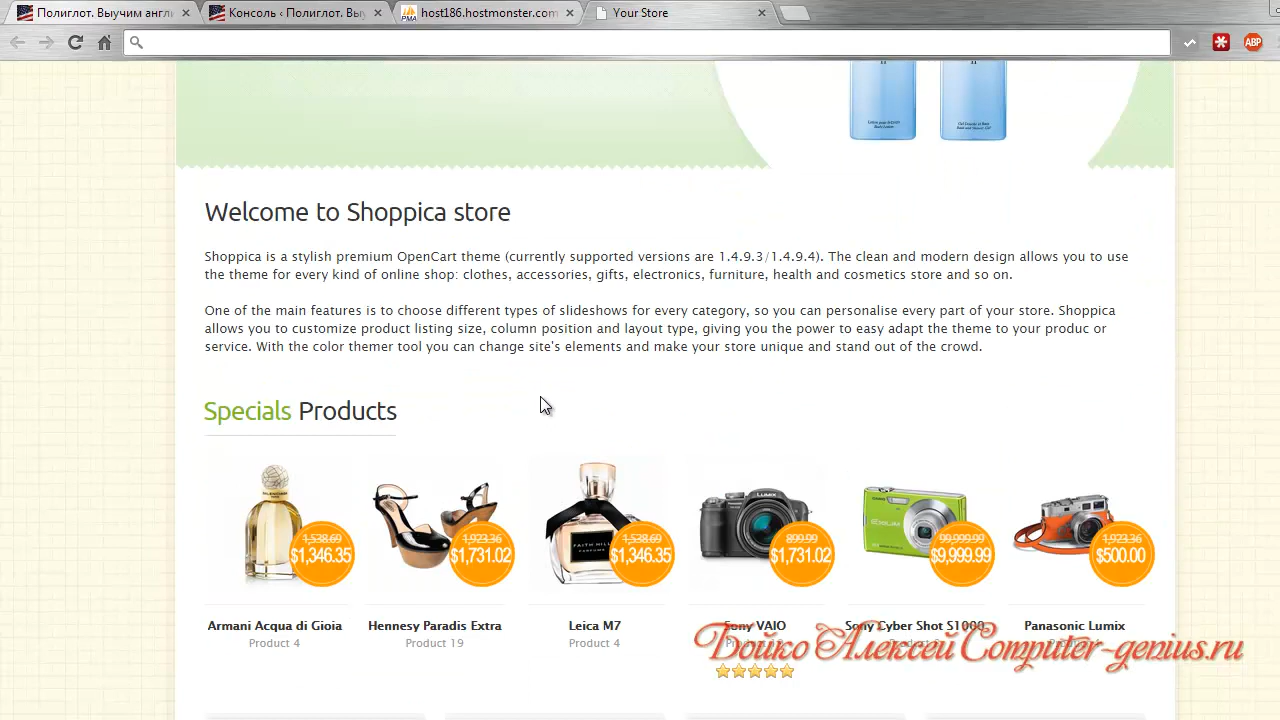 Полиглот. Выучим англи
Консоль ‹ Полиглот. Выу
PMA
host186.hostmonster.com
Your Store
ABP
Welcome to Shoppica store
Shoppica is a stylish premium OpenCart theme (currently supported versions are 1.4.9.3/1.4.9.4). The clean and modern design allows you to use
the theme for every kind of online shop: clothes, accessories, gifts, electronics, furniture, health and cosmetics store and so on.
One of the main features is to choose different types of slideshows for every category, so you can personalise every part of your store. Shoppica
allows you to customize product listing size, column position and layout type, giving you the power to easy adapt the theme to your produc or
service. With the color themer tool you can change site's elements and make your store unique and stand out of the crowd.
Specials Products
LUMIX
EXILIM
FAITH HILL
PARFUMS
1,538.69
$1,346.35
1,923.36
$1,731.02
1,538.69
$1,346.35
899.99
$1,731.02
99,999.99
$9,999.99
1,923.36
$500.00
Armani Acqua di Gioia
Hennesy Paradis Extra
Leica M7
Sony VAIO
Sony Cyber Shot S1000
Panasonic Lumix
Product 4
Product 19
Product 4
Бойко Алексей Computer-genius.ru